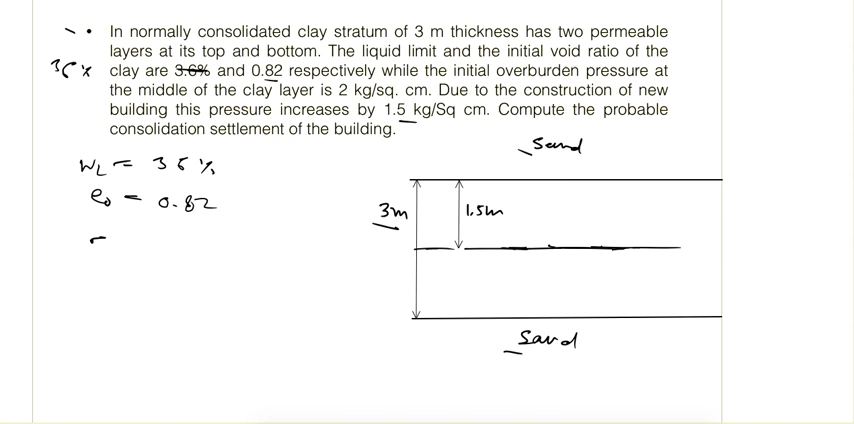 • In normally consolidated clay stratum of 3 m thickness has two permeable
layers at its top and bottom. The liquid limit and the initial void ratio of the
36% clay are 3.6% and 0.82 respectively while the initial overburden pressure at
the middle of the clay layer is 2 kg/sq. cm. Due to the construction of new
building this pressure increases by 1.5 kg/Sq cm. Compute the probable
consolidation settlement of the building.
Sand
WL = 36%
e0 = 0.82
3m
1.5m
Sand